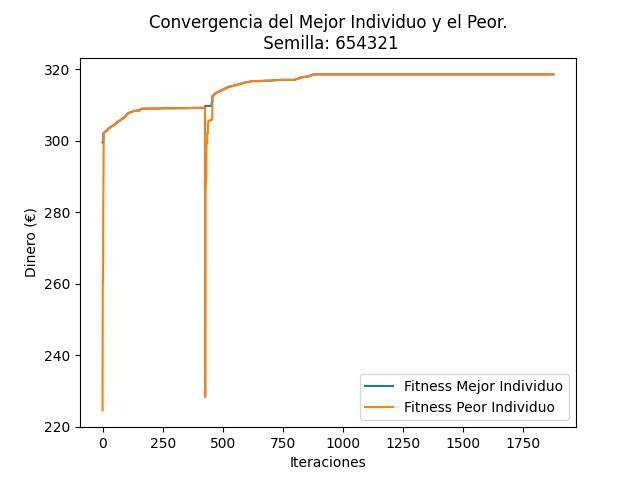 Convergencia del Mejor Individuo y el Peor.
Semilla: 654321
320
300
280
260
240
220
Dinero (€)
0
250
500
750
1000
1250
1500
1750
Iteraciones
Fitness Mejor Individuo
Fitness Peor Individuo